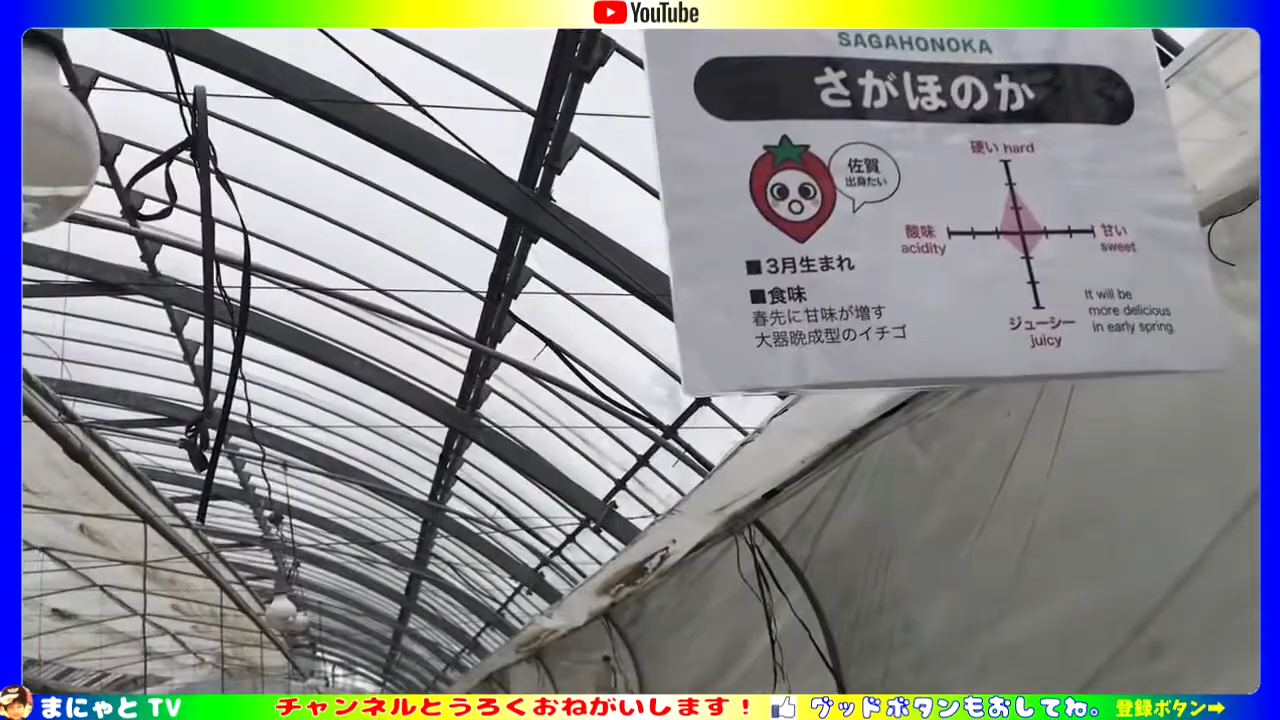 YouTube
SAGAHONOKA
さがほのか
佐賀
出身たい
硬い hard
酸味
acidity
甘い
sweet
■3月生まれ
■食味
春先に甘味が増す
大器晩成型のイチゴ
ジューシー
juicy
It will be
more delicious
in early spring.
まにゃと TV
チャンネルとうろくおねがいします！
グッドボタンもおしてね。
登録ボタン➡